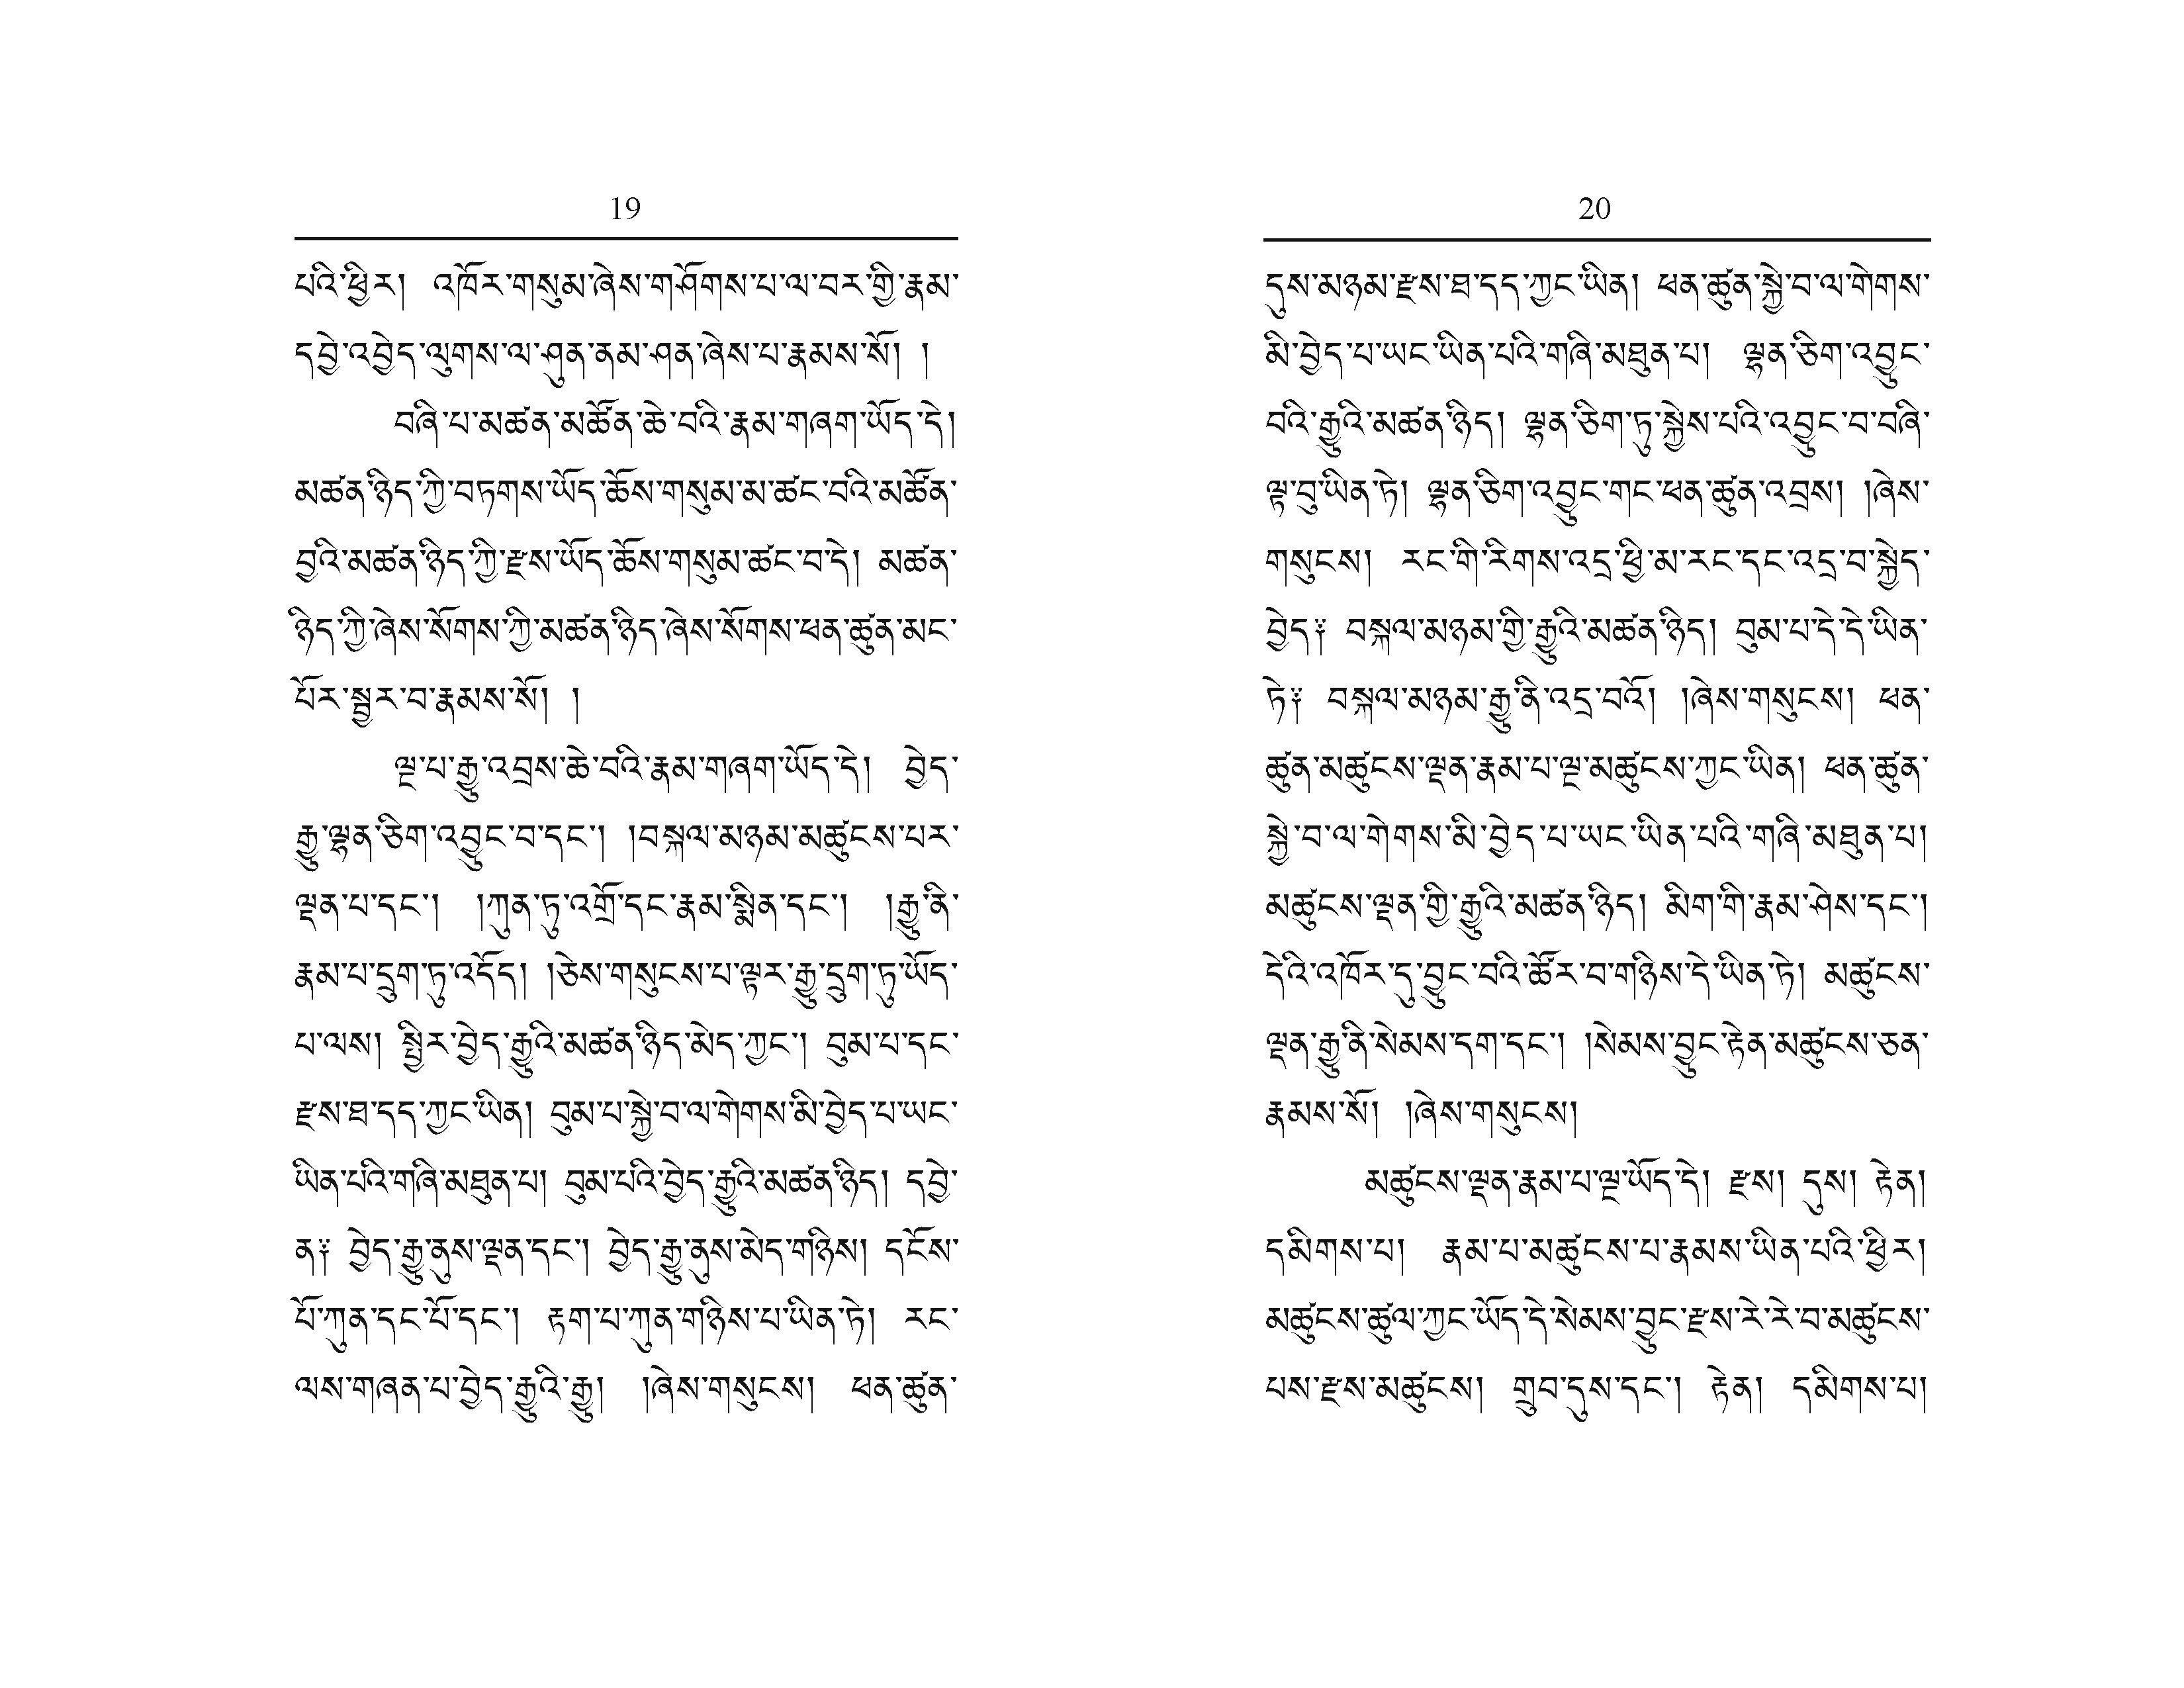 19
པའི་ཕྱིར།  འཁོར་གསུམ་ཞེས་གཤོགས་པ་ལ་བར་གྱི་རྣམ་
དབྱེ་འབྱེད་ལུགས་ལ་ཤུན་ནམ་ཤན་ཞེས་པ་རྣམས་སོ། །
བཞི་པ་མཚན་མཚོན་ཆེ་བའི་རྣམ་གཞག་ཡོད་དེ།
མཚན་ཉིད་ཀྱི་བཏགས་ཡོད་ཆོས་གསུམ་མ་ཚང་བའི་མཚོན་
བྱའི་མཚན་ཉིད་ཀྱི་རྫས་ཡོད་ཆོས་གསུམ་ཚང་བ་དེ། མཚན་
ཉིད་ཀྱི་ཞེས་སོགས་ཀྱི་མཚན་ཉིད་ཞེས་སོགས་ཕན་ཚུན་མང་
པོར་སྦྱར་བ་རྣམས་སོ། །
ལྔ་པ་རྒྱུ་འབྲས་ཆེ་བའི་རྣམ་གཞག་ཡོད་དེ།  བྱེད་
རྒྱུ་ལྷན་ཅིག་འབྱུང་བ་དང་། །བསྐལ་མཉམ་མཚུངས་པར་
ལྡན་པ་དང་།  །ཀུན་ཏུ་འགྲོ་དང་རྣམ་སྨིན་དང་།  །རྒྱུ་ནི་
རྣམ་པ་དྲུག་ཏུ་འདོད། །ཅེས་གསུངས་པ་ལྟར་རྒྱུ་དྲུག་ཏུ་ཡོད་
པ་ལས། སྤྱིར་བྱེད་རྒྱུའི་མཚན་ཉིད་མེད་ཀྱང་། བུམ་པ་དང་
རྫས་ཐ་དད་ཀྱང་ཡིན། བུམ་པ་སྐྱེ་བ་ལ་གེགས་མི་བྱེད་པ་ཡང་
ཡིན་པའི་གཞི་མཐུན་པ། བུམ་པའི་བྱེད་རྒྱུའི་མཚན་ཉིད། དབྱེ་
ན༑ བྱེད་རྒྱུ་ནུས་ལྡན་དང་། བྱེད་རྒྱུ་ནུས་མེད་གཉིས། དངོས་
པོ་ཀུན་དང་པོ་དང་།  རྟག་པ་ཀུན་གཉིས་པ་ཡིན་ཏེ།  རང་
ལས་གཞན་པ་བྱེད་རྒྱུའི་རྒྱུ།  །ཞེས་གསུངས།  ཕན་ཚུན་
20
དུས་མཉམ་རྫས་ཐ་དད་ཀྱང་ཡིན། ཕན་ཚུན་སྐྱེ་བ་ལ་གེགས་
མི་བྱེད་པ་ཡང་ཡིན་པའི་གཞི་མཐུན་པ།  ལྷན་ཅིག་འབྱུང་
བའི་རྒྱུའི་མཚན་ཉིད། ལྷན་ཅིག་ཏུ་སྐྱེས་པའི་འབྱུང་བ་བཞི་
ལྟ་བུ་ཡིན་ཏེ། ལྷན་ཅིག་འབྱུང་གང་ཕན་ཚུན་འབྲས། །ཞེས་
གསུངས།  རང་གི་རིགས་འདྲ་ཕྱི་མ་རང་དང་འདྲ་བ་སྐྱེད་
བྱེད༑ བསྐལ་མཉམ་གྱི་རྒྱུའི་མཚན་ཉིད། བུམ་པ་དེ་དེ་ཡིན་
ཏེ༑ བསྐལ་མཉམ་རྒྱུ་ནི་འདྲ་བའོ། །ཞེས་གསུངས།  ཕན་
ཚུན་མཚུངས་ལྡན་རྣམ་པ་ལྔ་མཚུངས་ཀྱང་ཡིན། ཕན་ཚུན་
སྐྱེ་བ་ལ་གེགས་མི་བྱེད་པ་ཡང་ཡིན་པའི་གཞི་མཐུན་པ།
མཚུངས་ལྡན་གྱི་རྒྱུའི་མཚན་ཉིད། མིག་གི་རྣམ་ཤེས་དང་།
དེའི་འཁོར་དུ་བྱུང་བའི་ཚོར་བ་གཉིས་དེ་ཡིན་ཏེ། མཚུངས་
ལྡན་རྒྱུ་ནི་སེམས་དག་དང་། །སེམས་བྱུང་རྟེན་མཚུངས་ཅན་
རྣམས་སོ།  །ཞེས་གསུངས།
མཚུངས་ལྡན་རྣམ་པ་ལྔ་ཡོད་དེ། རྫས། དུས། རྟེན།
དམིགས་པ།  རྣམ་པ་མཚུངས་པ་རྣམས་ཡིན་པའི་ཕྱིར།
མཚུངས་ཚུལ་ཀྱང་ཡོད་དེ་སེམས་བྱུང་རྫས་རེ་རེ་བ་མཚུངས་
པས་རྫས་མཚུངས།  གྲུབ་དུས་དང་།  རྟེན།  དམིགས་པ།